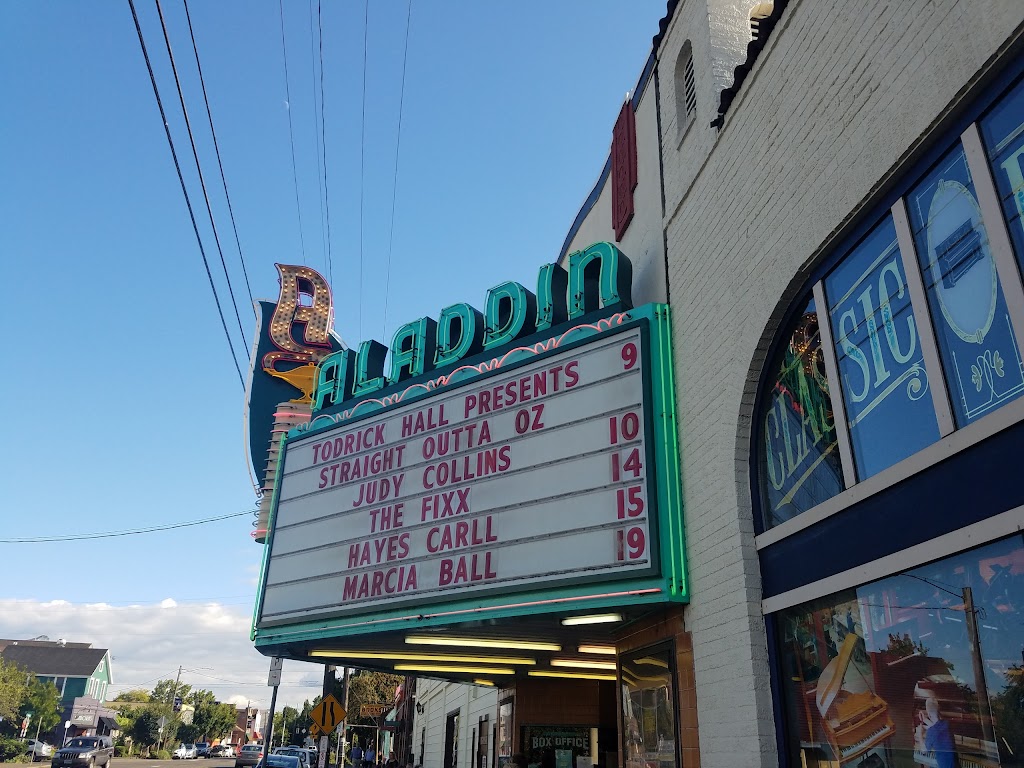 ALADDIN
TODRICK HALL PRESENTS 9
STRAIGHT OUTTA OZ
JUDY COLLINS 10
THE FIXX 14
HAYES CARLL 15
MARCIA BALL 19
CLASSIC
BOX OFFICE